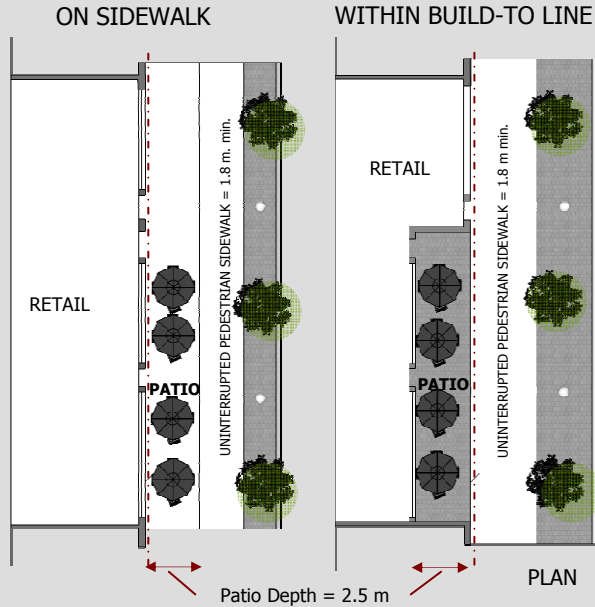 ON SIDEWALK
WITHIN BUILD-TO LINE
RETAIL
PATIO
UNINTERRUPTED PEDESTRIAN SIDEWALK = 1.8 m. min.
RETAIL
PATIO
UNINTERRUPTED PEDESTRIAN SIDEWALK = 1.8 m min.
Patio Depth = 2.5 m
PLAN